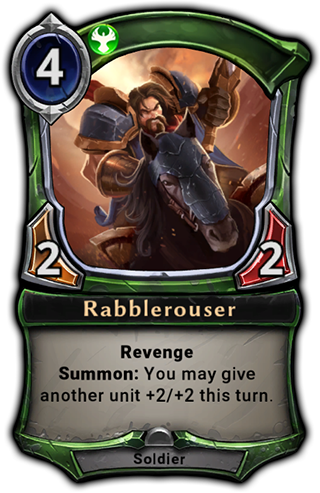 4
2
2
Rabblerouser
Revenge
Summon: You may give
another unit +2/+2 this turn.
Soldier